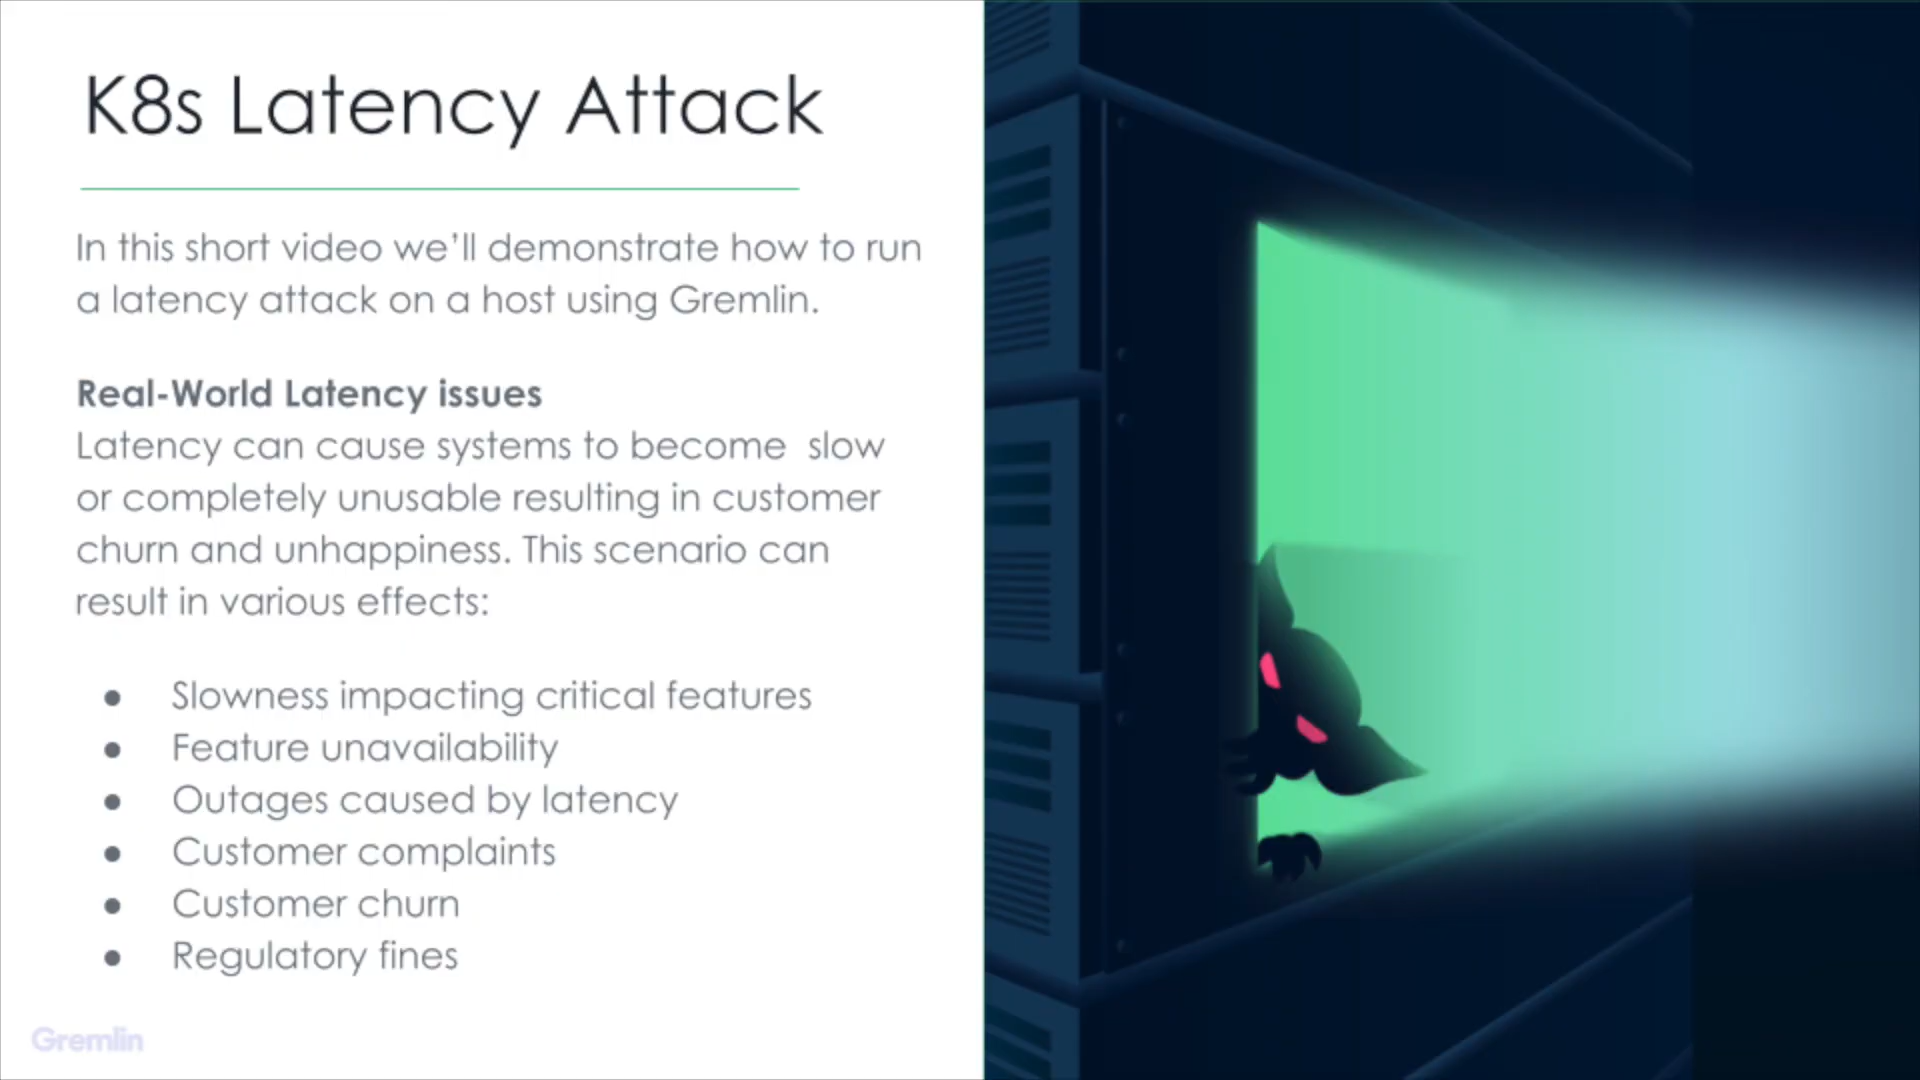 K8s Latency Attack
In this short video we’ll demonstrate how to run
a latency attack on a host using Gremlin.
Real-World Latency issues
Latency can cause systems to become  slow
or completely unusable resulting in customer
churn and unhappiness. This scenario can
result in various effects:
● Slowness impacting critical features
● Feature unavailability
● Outages caused by latency
● Customer complaints
● Customer churn
● Regulatory fines
Gremlin